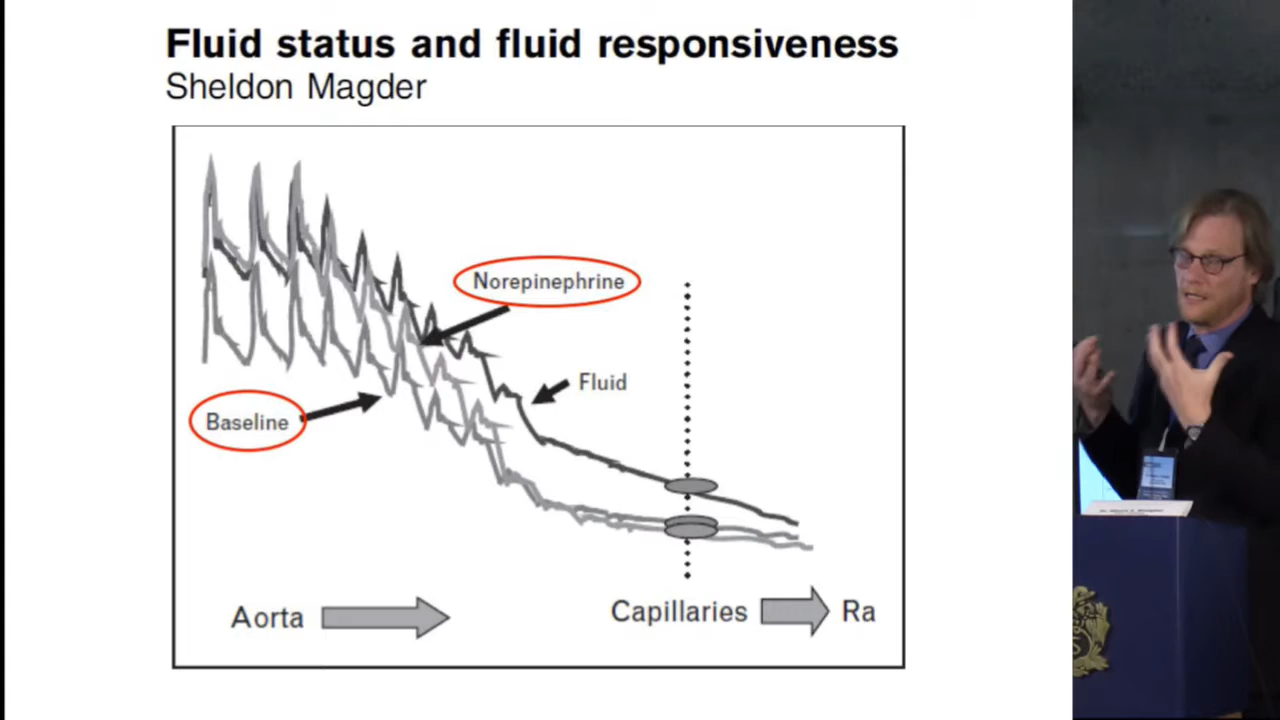 Fluid status and fluid responsiveness
Sheldon Magder
Norepinephrine
Fluid
Baseline
Aorta
Capillaries
Ra